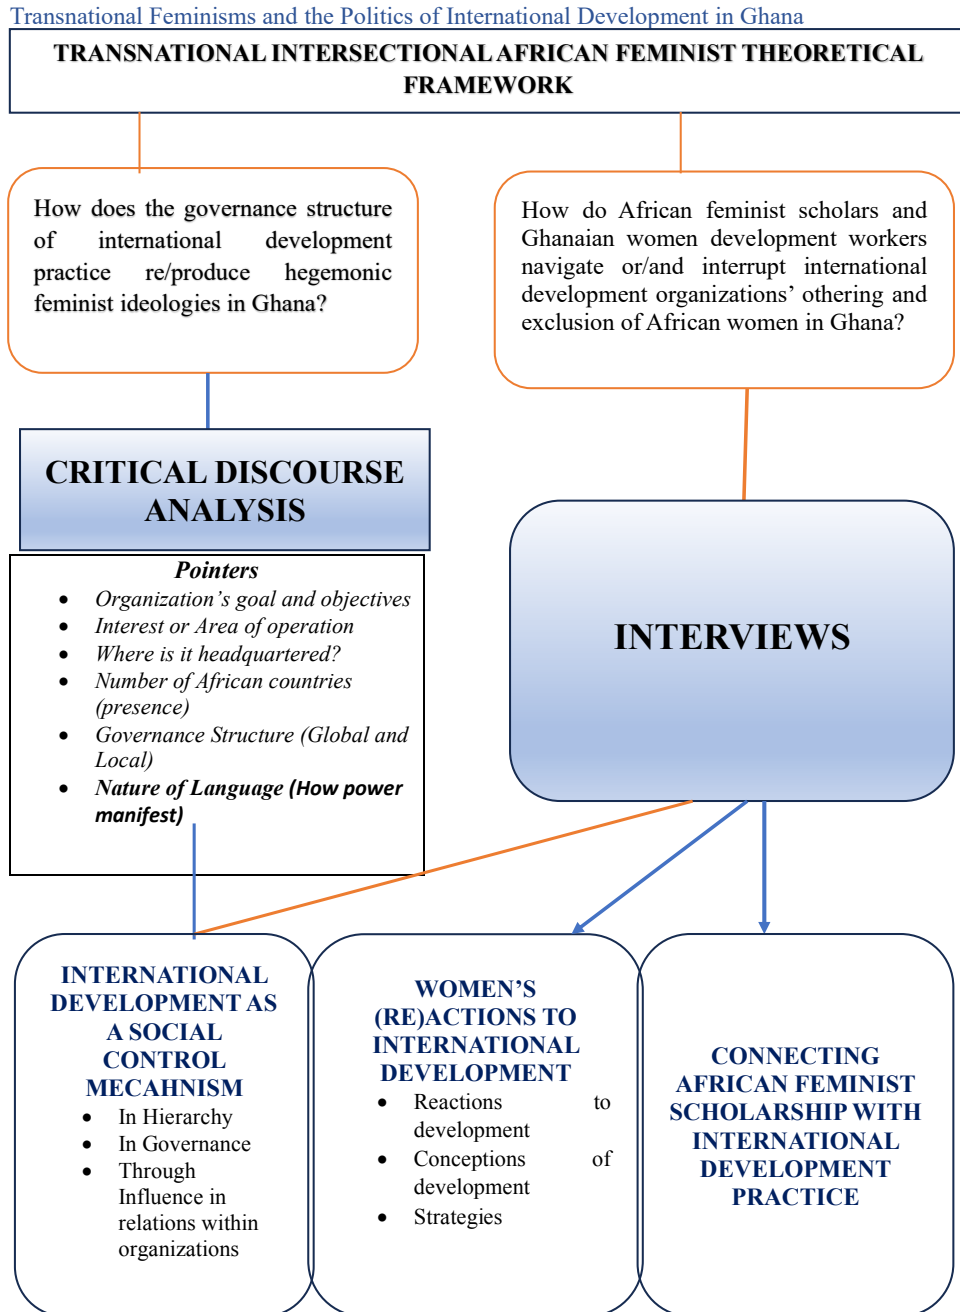 Transnational Feminisms and the Politics of International Development in Ghana
TRANSNATIONAL INTERSECTIONAL AFRICAN FEMINIST THEORETICAL
FRAMEWORK
How does the governance structure
of international development
practice re/produce hegemonic
feminist ideologies in Ghana?
How do African feminist scholars and
Ghanaian women development workers
navigate or/and interrupt international
development organizations’ othering and
exclusion of African women in Ghana?
CRITICAL DISCOURSE
ANALYSIS
Pointers
• Organization’s goal and objectives
• Interest or Area of operation
• Where is it headquartered?
• Number of African countries
(presence)
• Governance Structure (Global and
Local)
• Nature of Language (How power
manifest)
INTERVIEWS
INTERNATIONAL
DEVELOPMENT AS
A SOCIAL
CONTROL
MECAHNISM
• In Hierarchy
• In Governance
• Through
Influence in
relations within
organizations
WOMEN’S
(RE)ACTIONS TO
INTERNATIONAL
DEVELOPMENT
• Reactions to
development
• Conceptions of
development
• Strategies
CONNECTING
AFRICAN FEMINIST
SCHOLARSHIP WITH
INTERNATIONAL
DEVELOPMENT
PRACTICE